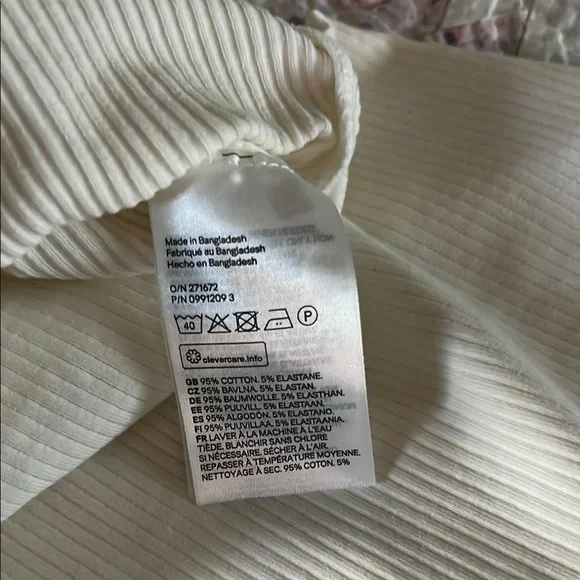 Made in Bangladesh
Fabriqué au Bangladesh
Hecho en Bangladesh
O/N 271672
P/N 0991209 3
40 P
clevercare.info
GB 95% COTTON. 5% ELASTANE.
CZ 95% BAVLNA. 5% ELASTAN.
DE 95% BAUMWOLLE. 5% ELASTHAN.
EE 95% PUUVILL. 5% ELASTAAN.
ES 95% ALGODÓN. 5% ELASTANO.
FI 95% PUUVILLAA. 5% ELASTAANIA.
FR LAVER À LA MACHINE À L'EAU
TIÈDE. BLANCHIR SANS CHLORE
SI NÉCESSAIRE. SÉCHER À L'AIR.
REPASSER À TEMPÉRATURE MOYENNE.
NETTOYAGE À SEC. 95% COTON. 5%